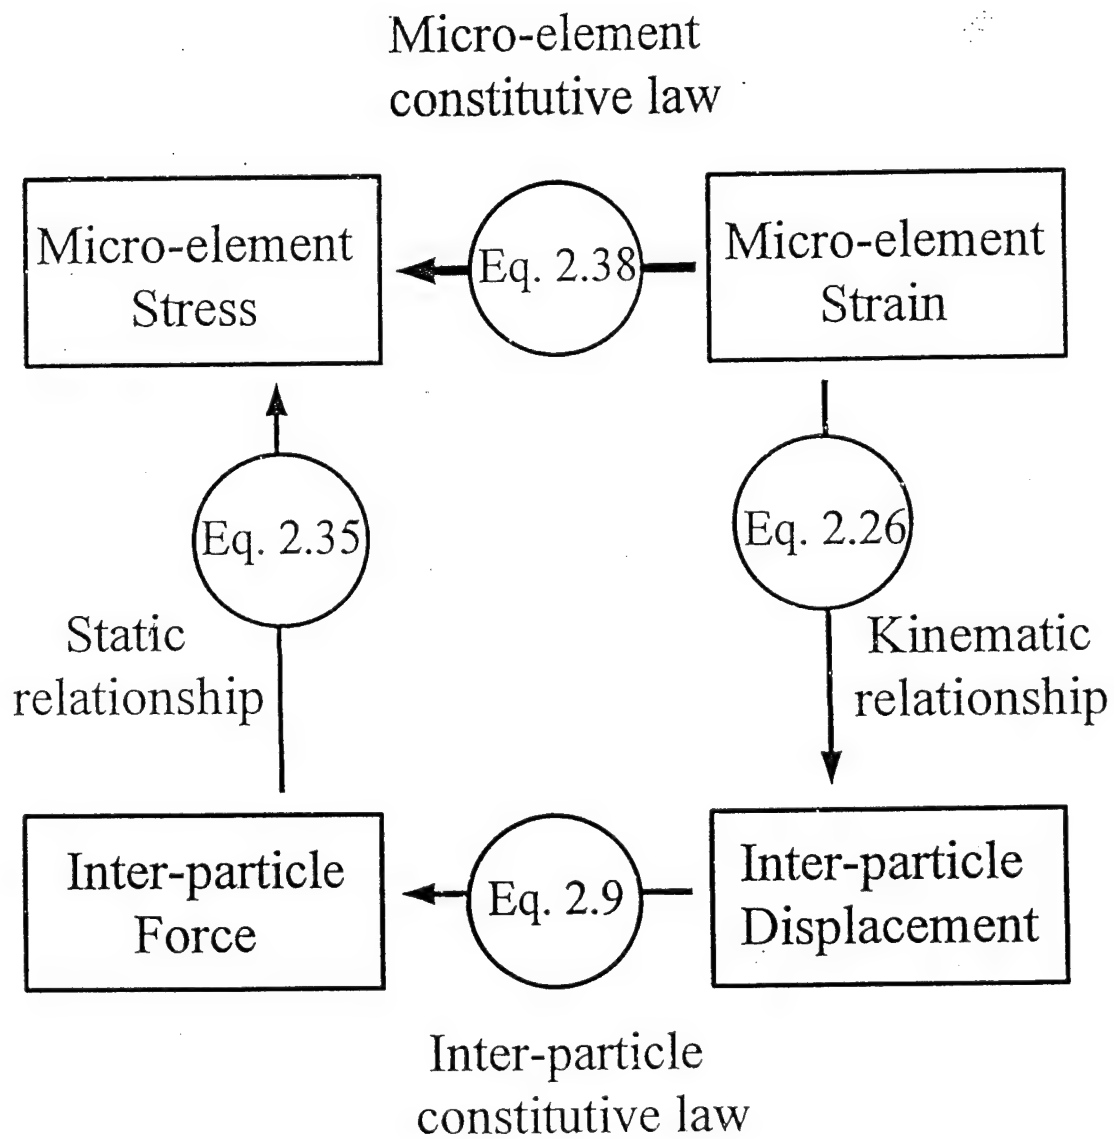 Micro-element
constitutive law
Micro-element
Stress
Eq. 2.38
Micro-element
Strain
Eq. 2.35
Eq. 2.26
Static
relationship
Kinematic
relationship
Inter-particle
Force
Eq. 2.9
Inter-particle
Displacement
Inter-particle
constitutive law